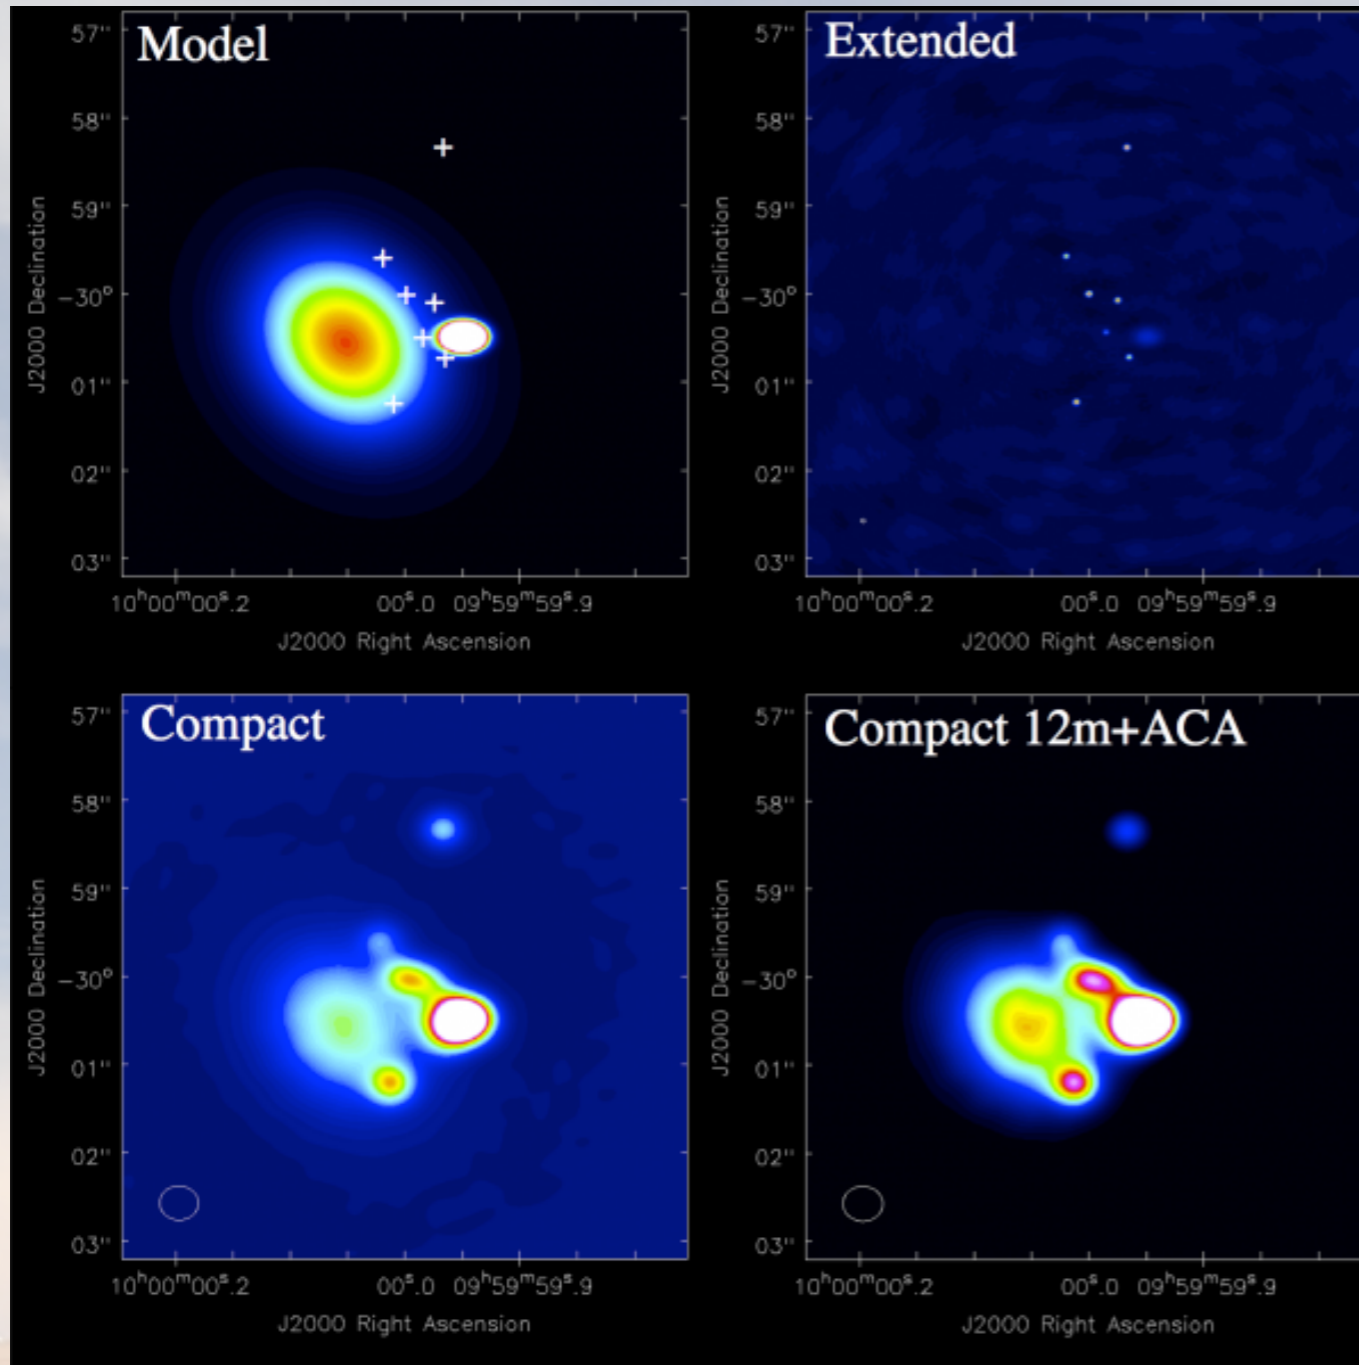 Model
57"
58"
59"
-30°
01"
02"
03"
J2000 Declination
10ʰ00ᵐ00ˢ.2 00ˢ.0 09ʰ59ᵐ59ˢ.9
J2000 Right Ascension
Extended
57"
58"
59"
-30°
01"
02"
03"
J2000 Declination
10ʰ00ᵐ00ˢ.2 00ˢ.0 09ʰ59ᵐ59ˢ.9
J2000 Right Ascension
Compact
57"
58"
59"
-30°
01"
02"
03"
J2000 Declination
10ʰ00ᵐ00ˢ.2 00ˢ.0 09ʰ59ᵐ59ˢ.9
J2000 Right Ascension
Compact 12m+ACA
57"
58"
59"
-30°
01"
02"
03"
J2000 Declination
10ʰ00ᵐ00ˢ.2 00ˢ.0 09ʰ59ᵐ59ˢ.9
J2000 Right Ascension